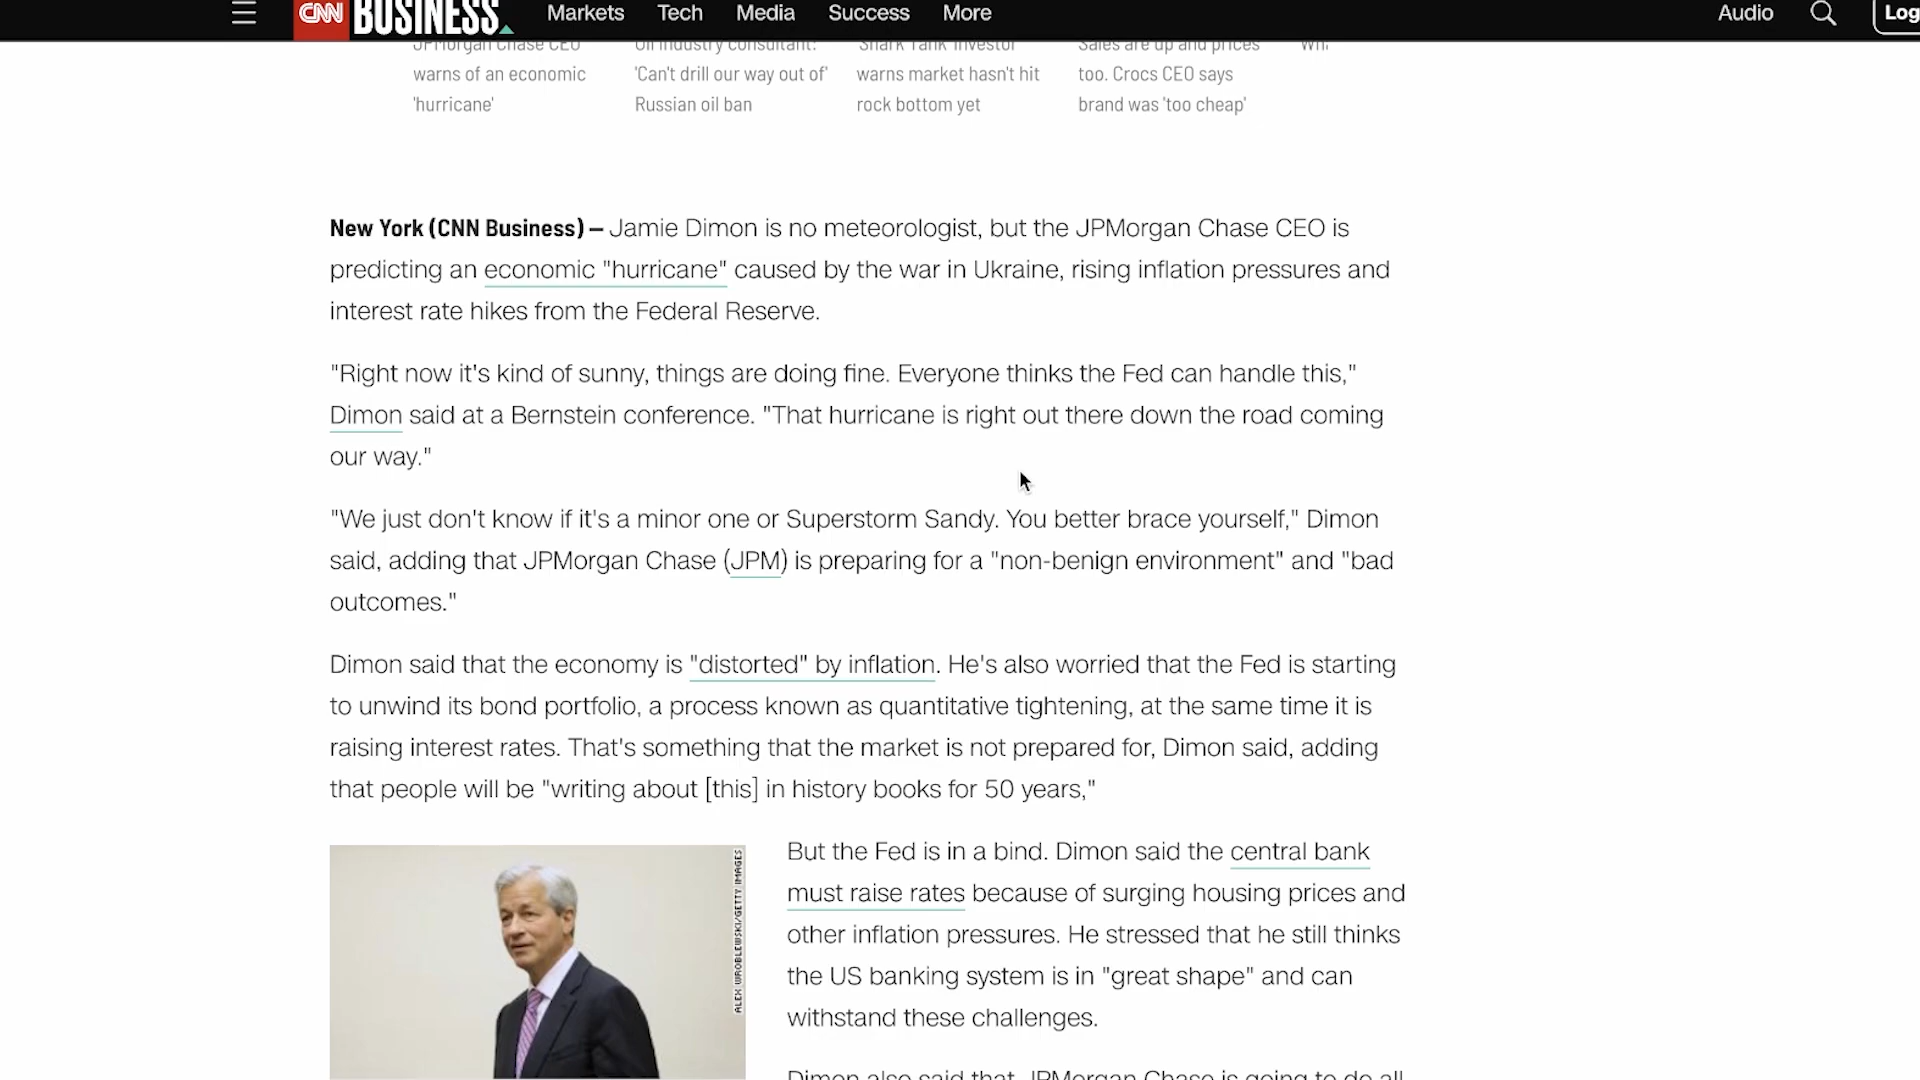 CNN BUSINESS Markets Tech Media Success More Audio Log
JPMorgan Chase CEO
warns of an economic
'hurricane'
Oil industry consultant:
'Can't drill our way out of'
Russian oil ban
'Shark Tank' investor
warns market hasn't hit
rock bottom yet
Sales are up and prices
too. Crocs CEO says
brand was 'too cheap'
New York (CNN Business) — Jamie Dimon is no meteorologist, but the JPMorgan Chase CEO is
predicting an economic "hurricane" caused by the war in Ukraine, rising inflation pressures and
interest rate hikes from the Federal Reserve.
"Right now it's kind of sunny, things are doing fine. Everyone thinks the Fed can handle this,"
Dimon said at a Bernstein conference. "That hurricane is right out there down the road coming
our way."
"We just don't know if it's a minor one or Superstorm Sandy. You better brace yourself," Dimon
said, adding that JPMorgan Chase (JPM) is preparing for a "non-benign environment" and "bad
outcomes."
Dimon said that the economy is "distorted" by inflation. He's also worried that the Fed is starting
to unwind its bond portfolio, a process known as quantitative tightening, at the same time it is
raising interest rates. That's something that the market is not prepared for, Dimon said, adding
that people will be "writing about [this] in history books for 50 years,"
ALEX WROBLEWSKI/GETTY IMAGES
But the Fed is in a bind. Dimon said the central bank
must raise rates because of surging housing prices and
other inflation pressures. He stressed that he still thinks
the US banking system is in "great shape" and can
withstand these challenges.
Dimon also said that JPMorgan Chase is going to do all